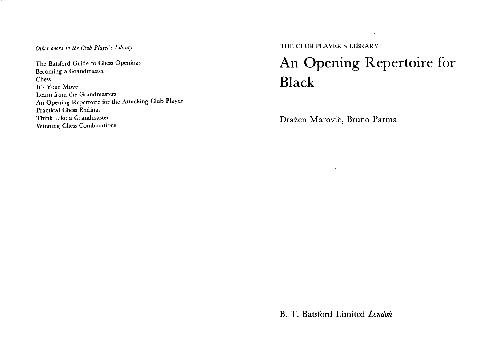 Other books in the Club Player's Library
The Batsford Guide to Chess Openings
Becoming a Grandmaster
Chess
It's Your Move
Learn from the Grandmasters
An Opening Repertoire for the Attacking Club Player
Practical Chess Endings
Think Like a Grandmaster
Winning Chess Combinations
THE CLUB PLAYER'S LIBRARY
An Opening Repertoire for
Black
Dražen Marović, Bruno Parma
B. T. Batsford Limited London